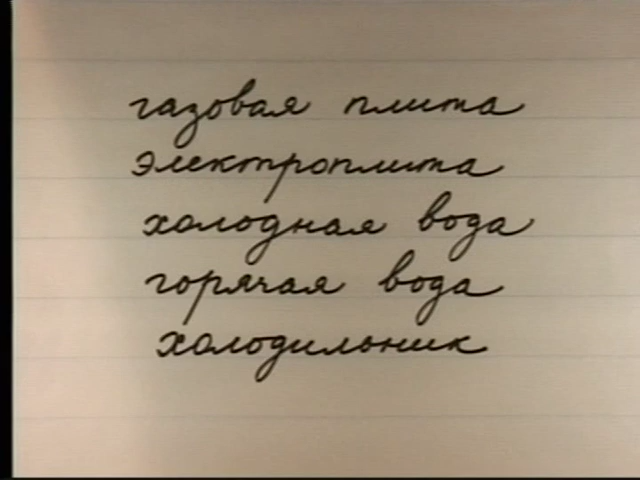 газовая плита
электроплита
холодная вода
горячая вода
холодильник